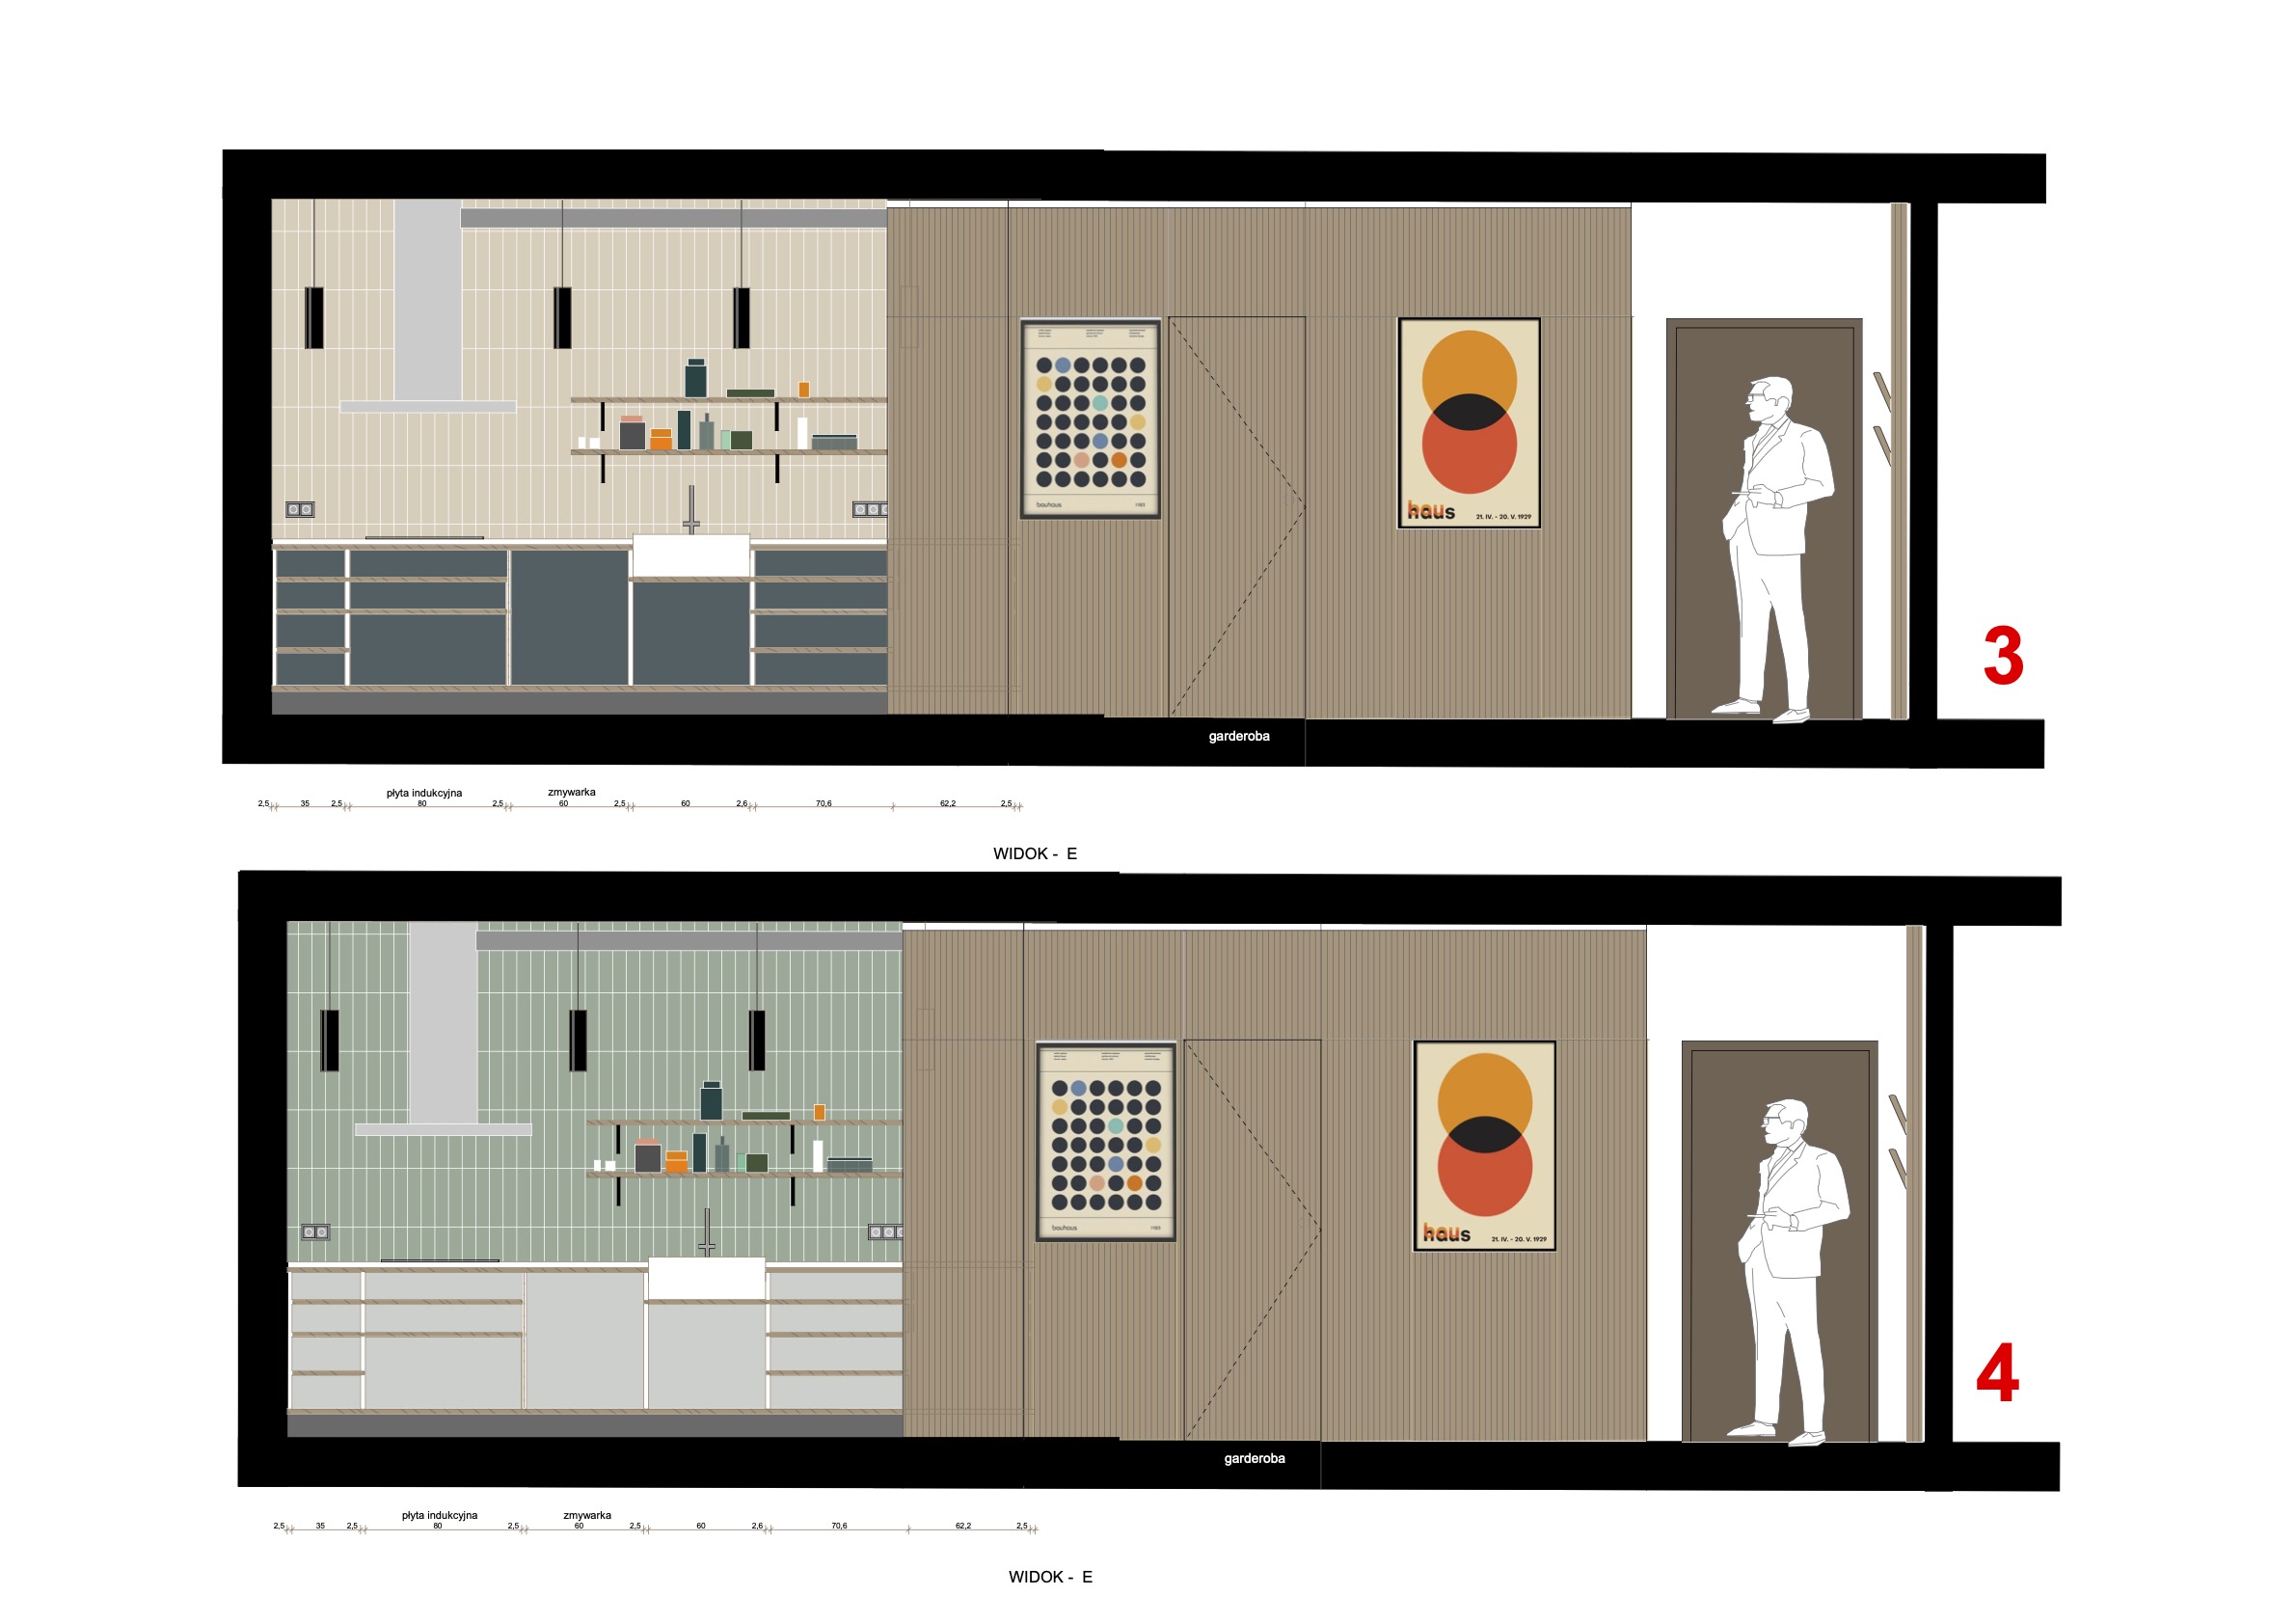 bauhaus
1983
haus
21. IV. - 20. V. 1929
3
garderoba
płyta indukcyjna
zmywarka
2,5 35 2,5 80 2,5 60 2,5 60 2,6 70,6 62,2 2,5
WIDOK - E
bauhaus
1983
haus
21. IV. - 20. V. 1929
4
garderoba
płyta indukcyjna
zmywarka
2,5 35 2,5 80 2,5 60 2,5 60 2,6 70,6 62,2 2,5
WIDOK - E